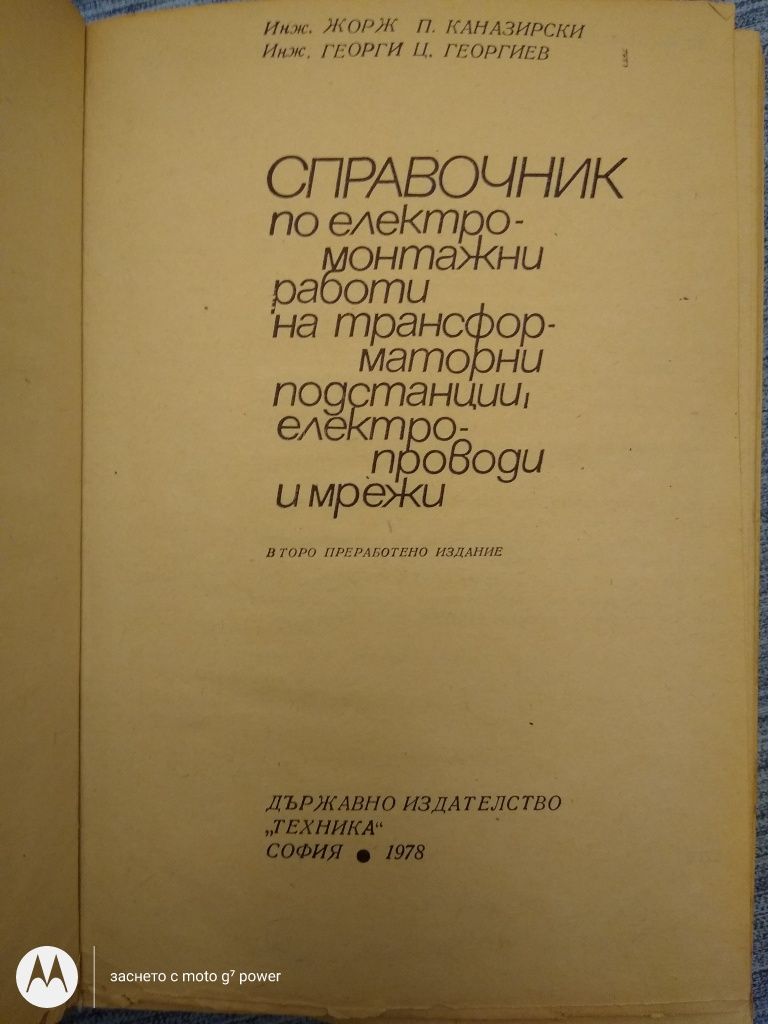 Инж. ЖОРЖ П. КАНАЗИРСКИ
Инж. ГЕОРГИ Ц. ГЕОРГИЕВ
СПРАВОЧНИК
по електро-
монтажни
работи
на трансфор-
маторни
подстанции,
електро-
проводи
и мрежи
ВТОРО ПРЕРАБОТЕНО ИЗДАНИЕ
ДЪРЖАВНО ИЗДАТЕЛСТВО
„ТЕХНИКА“
СОФИЯ ● 1978
заснето с moto g⁷ power